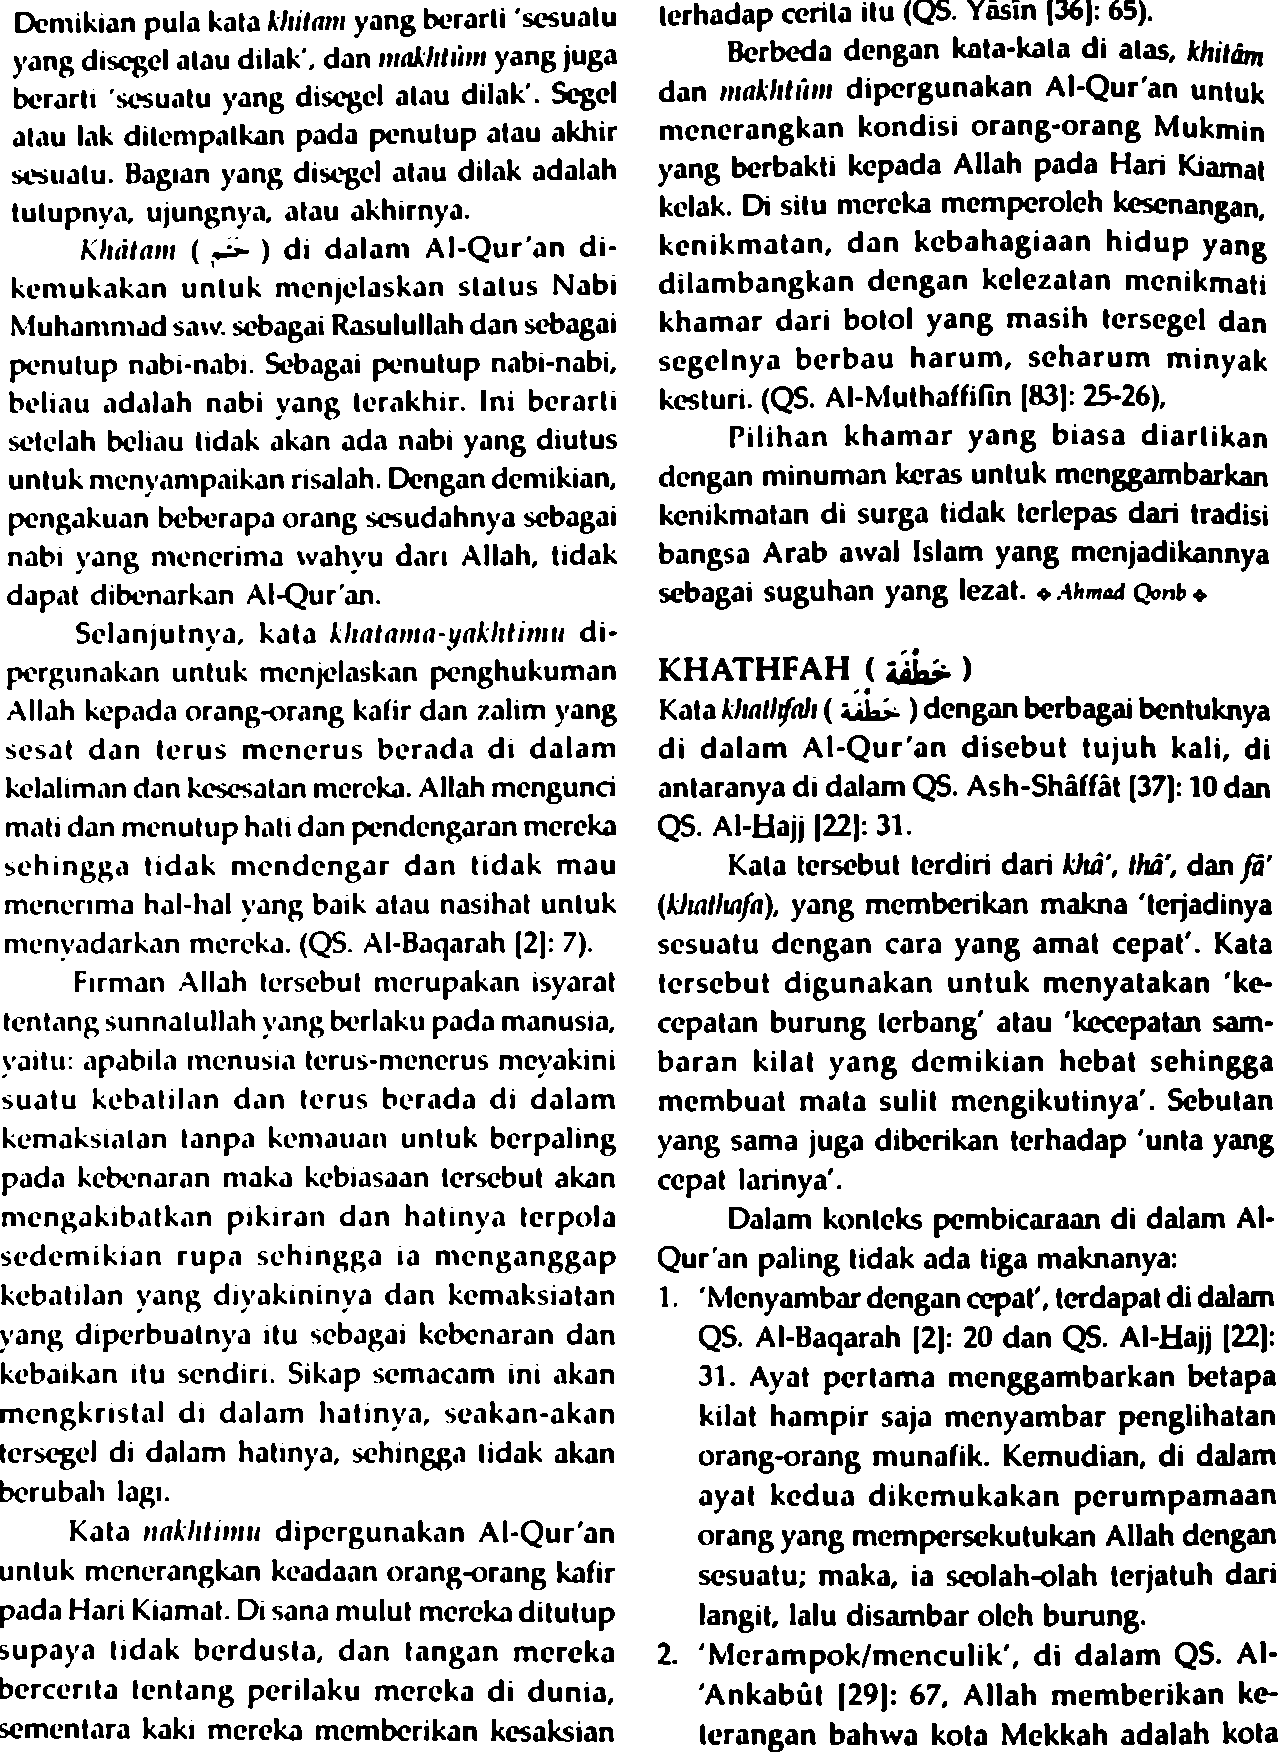 Demikian pula kata khitam yang berarti 'sesuatu
yang disegel atau dilak', dan makhtûm yang juga
berarti 'sesuatu yang disegel atau dilak'. Segel
atau lak ditempatkan pada penutup atau akhir
sesuatu. Bagian yang disegel atau dilak adalah
tutupnya, ujungnya, atau akhirnya.
Khâtam ( ختم ) di dalam Al-Qur'an di-
kemukakan untuk menjelaskan status Nabi
Muhammad saw. sebagai Rasulullah dan sebagai
penutup nabi-nabi. Sebagai penutup nabi-nabi,
beliau adalah nabi yang terakhir. Ini berarti
setelah beliau tidak akan ada nabi yang diutus
untuk menyampaikan risalah. Dengan demikian,
pengakuan beberapa orang sesudahnya sebagai
nabi yang menerima wahyu dari Allah, tidak
dapat dibenarkan Al-Qur'an.
Selanjutnya, kata khatama-yakhtimu di-
pergunakan untuk menjelaskan penghukuman
Allah kepada orang-orang kafir dan zalim yang
sesat dan terus menerus berada di dalam
kelaliman dan kesesatan mereka. Allah mengunci
mati dan menutup hati dan pendengaran mereka
sehingga tidak mendengar dan tidak mau
menerima hal-hal yang baik atau nasihat untuk
menyadarkan mereka. (QS. Al-Baqarah [2]: 7).
Firman Allah tersebut merupakan isyarat
tentang sunnatullah yang berlaku pada manusia,
yaitu: apabila menusia terus-menerus meyakini
suatu kebatilan dan terus berada di dalam
kemaksiatan tanpa kemauan untuk berpaling
pada kebenaran maka kebiasaan tersebut akan
mengakibatkan pikiran dan hatinya terpola
sedemikian rupa sehingga ia menganggap
kebatilan yang diyakininya dan kemaksiatan
yang diperbuatnya itu sebagai kebenaran dan
kebaikan itu sendiri. Sikap semacam ini akan
mengkristal di dalam hatinya, seakan-akan
tersegel di dalam hatinya, sehingga tidak akan
berubah lagi.
Kata nakhtimu dipergunakan Al-Qur'an
untuk menerangkan keadaan orang-orang kafir
pada Hari Kiamat. Di sana mulut mereka ditutup
supaya tidak berdusta, dan tangan mereka
bercerita tentang perilaku mereka di dunia,
sementara kaki mereka memberikan kesaksian
terhadap cerita itu (QS. Yâsîn [36]: 65).
Berbeda dengan kata-kata di atas, khitâm
dan makhtûm dipergunakan Al-Qur'an untuk
menerangkan kondisi orang-orang Mukmin
yang berbakti kepada Allah pada Hari Kiamat
kelak. Di situ mereka memperoleh kesenangan,
kenikmatan, dan kebahagiaan hidup yang
dilambangkan dengan kelezatan menikmati
khamar dari botol yang masih tersegel dan
segelnya berbau harum, seharum minyak
kesturi. (QS. Al-Muthaffifîn [83]: 25-26),
Pilihan khamar yang biasa diartikan
dengan minuman keras untuk menggambarkan
kenikmatan di surga tidak terlepas dari tradisi
bangsa Arab awal Islam yang menjadikannya
sebagai suguhan yang lezat. ❖ Ahmad Qorib ❖
KHATHFAH ( خَطْفَة )
Kata khathfah ( خَطْفَة ) dengan berbagai bentuknya
di dalam Al-Qur'an disebut tujuh kali, di
antaranya di dalam QS. Ash-Shâffât [37]: 10 dan
QS. Al-Hajj [22]: 31.
Kata tersebut terdiri dari khâ', thâ', dan fâ'
(khathafa), yang memberikan makna 'terjadinya
sesuatu dengan cara yang amat cepat'. Kata
tersebut digunakan untuk menyatakan 'ke-
cepatan burung terbang' atau 'kecepatan sam-
baran kilat yang demikian hebat sehingga
membuat mata sulit mengikutinya'. Sebutan
yang sama juga diberikan terhadap 'unta yang
cepat larinya'.
Dalam konteks pembicaraan di dalam Al-
Qur'an paling tidak ada tiga maknanya:
1. 'Menyambar dengan cepat', terdapat di dalam
QS. Al-Baqarah [2]: 20 dan QS. Al-Hajj [22]:
31. Ayat pertama menggambarkan betapa
kilat hampir saja menyambar penglihatan
orang-orang munafik. Kemudian, di dalam
ayat kedua dikemukakan perumpamaan
orang yang mempersekutukan Allah dengan
sesuatu; maka, ia seolah-olah terjatuh dari
langit, lalu disambar oleh burung.
2. 'Merampok/menculik', di dalam QS. Al-
'Ankabût [29]: 67, Allah memberikan ke-
terangan bahwa kota Mekkah adalah kota